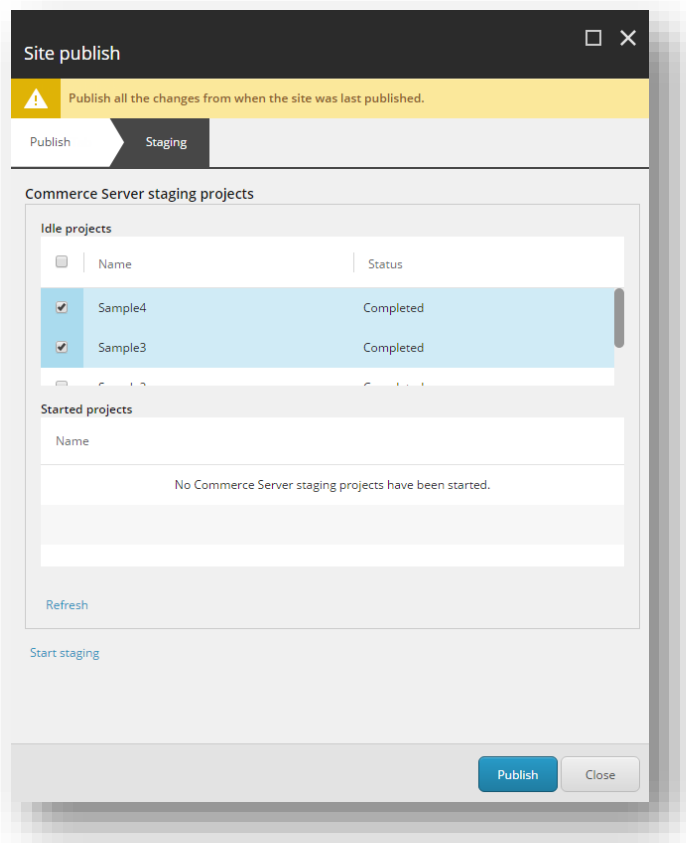 Site publish
Publish all the changes from when the site was last published.
Publish Staging
Commerce Server staging projects
Idle projects
Name Status
Sample4 Completed
Sample3 Completed
Started projects
Name
No Commerce Server staging projects have been started.
Refresh
Start staging
Publish Close